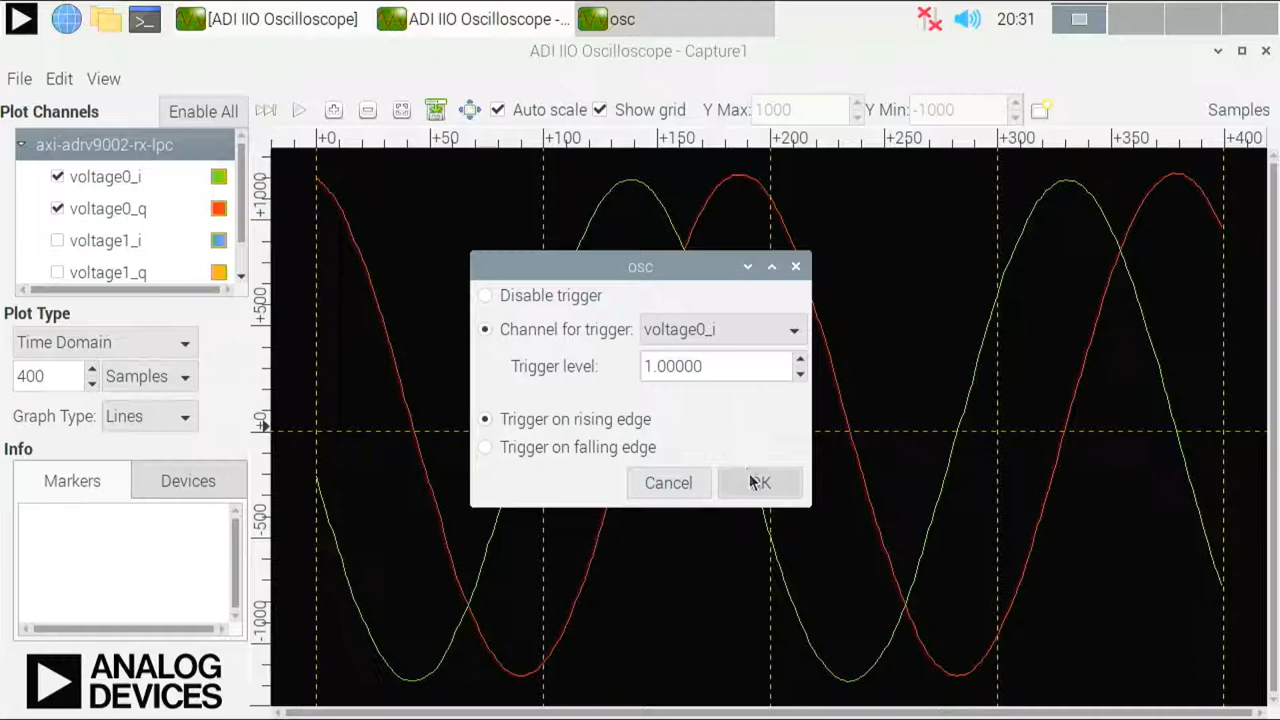 [ADI IIO Oscilloscope]
ADI IIO Oscilloscope -...
osc
20:31
ADI IIO Oscilloscope - Capture1
File Edit View
Plot Channels
Enable All
Auto scale
Show grid
Y Max:
1000
Y Min:
-1000
Samples
axi-adrv9002-rx-lpc
voltage0_i
voltage0_q
voltage1_i
voltage1_q
Plot Type
Time Domain
400
Samples
Graph Type:
Lines
Info
Markers
Devices
ANALOG
DEVICES
+0 +50 +100 +150 +200 +250 +300 +350 +400
+1000
+500
+0
-500
-1000
osc
Disable trigger
Channel for trigger:
voltage0_i
Trigger level:
1.00000
Trigger on rising edge
Trigger on falling edge
Cancel